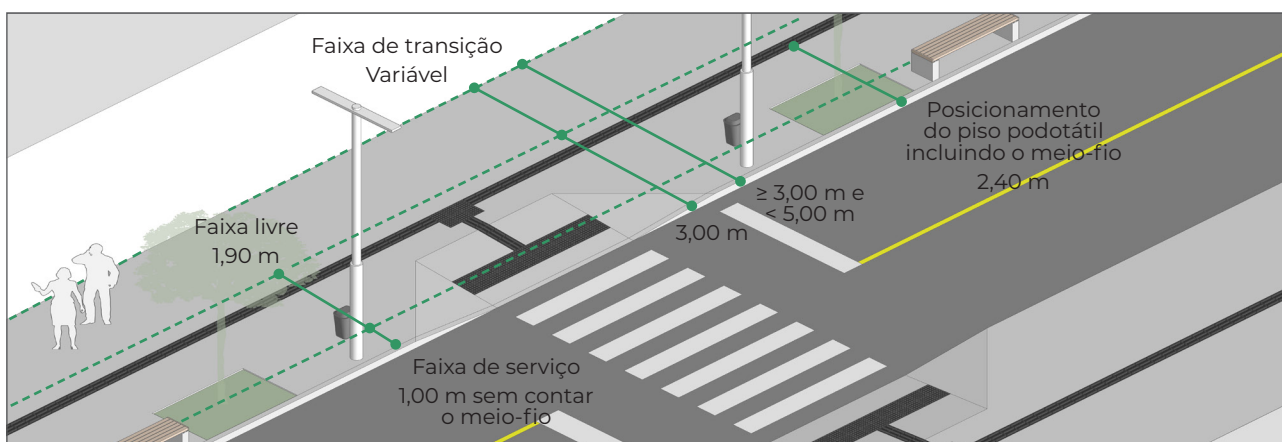 Faixa de transição
Variável
Posicionamento
do piso podotátil
incluindo o meio-fio
2,40 m
≥ 3,00 m e
< 5,00 m
3,00 m
Faixa livre
1,90 m
Faixa de serviço
1,00 m sem contar
o meio-fio